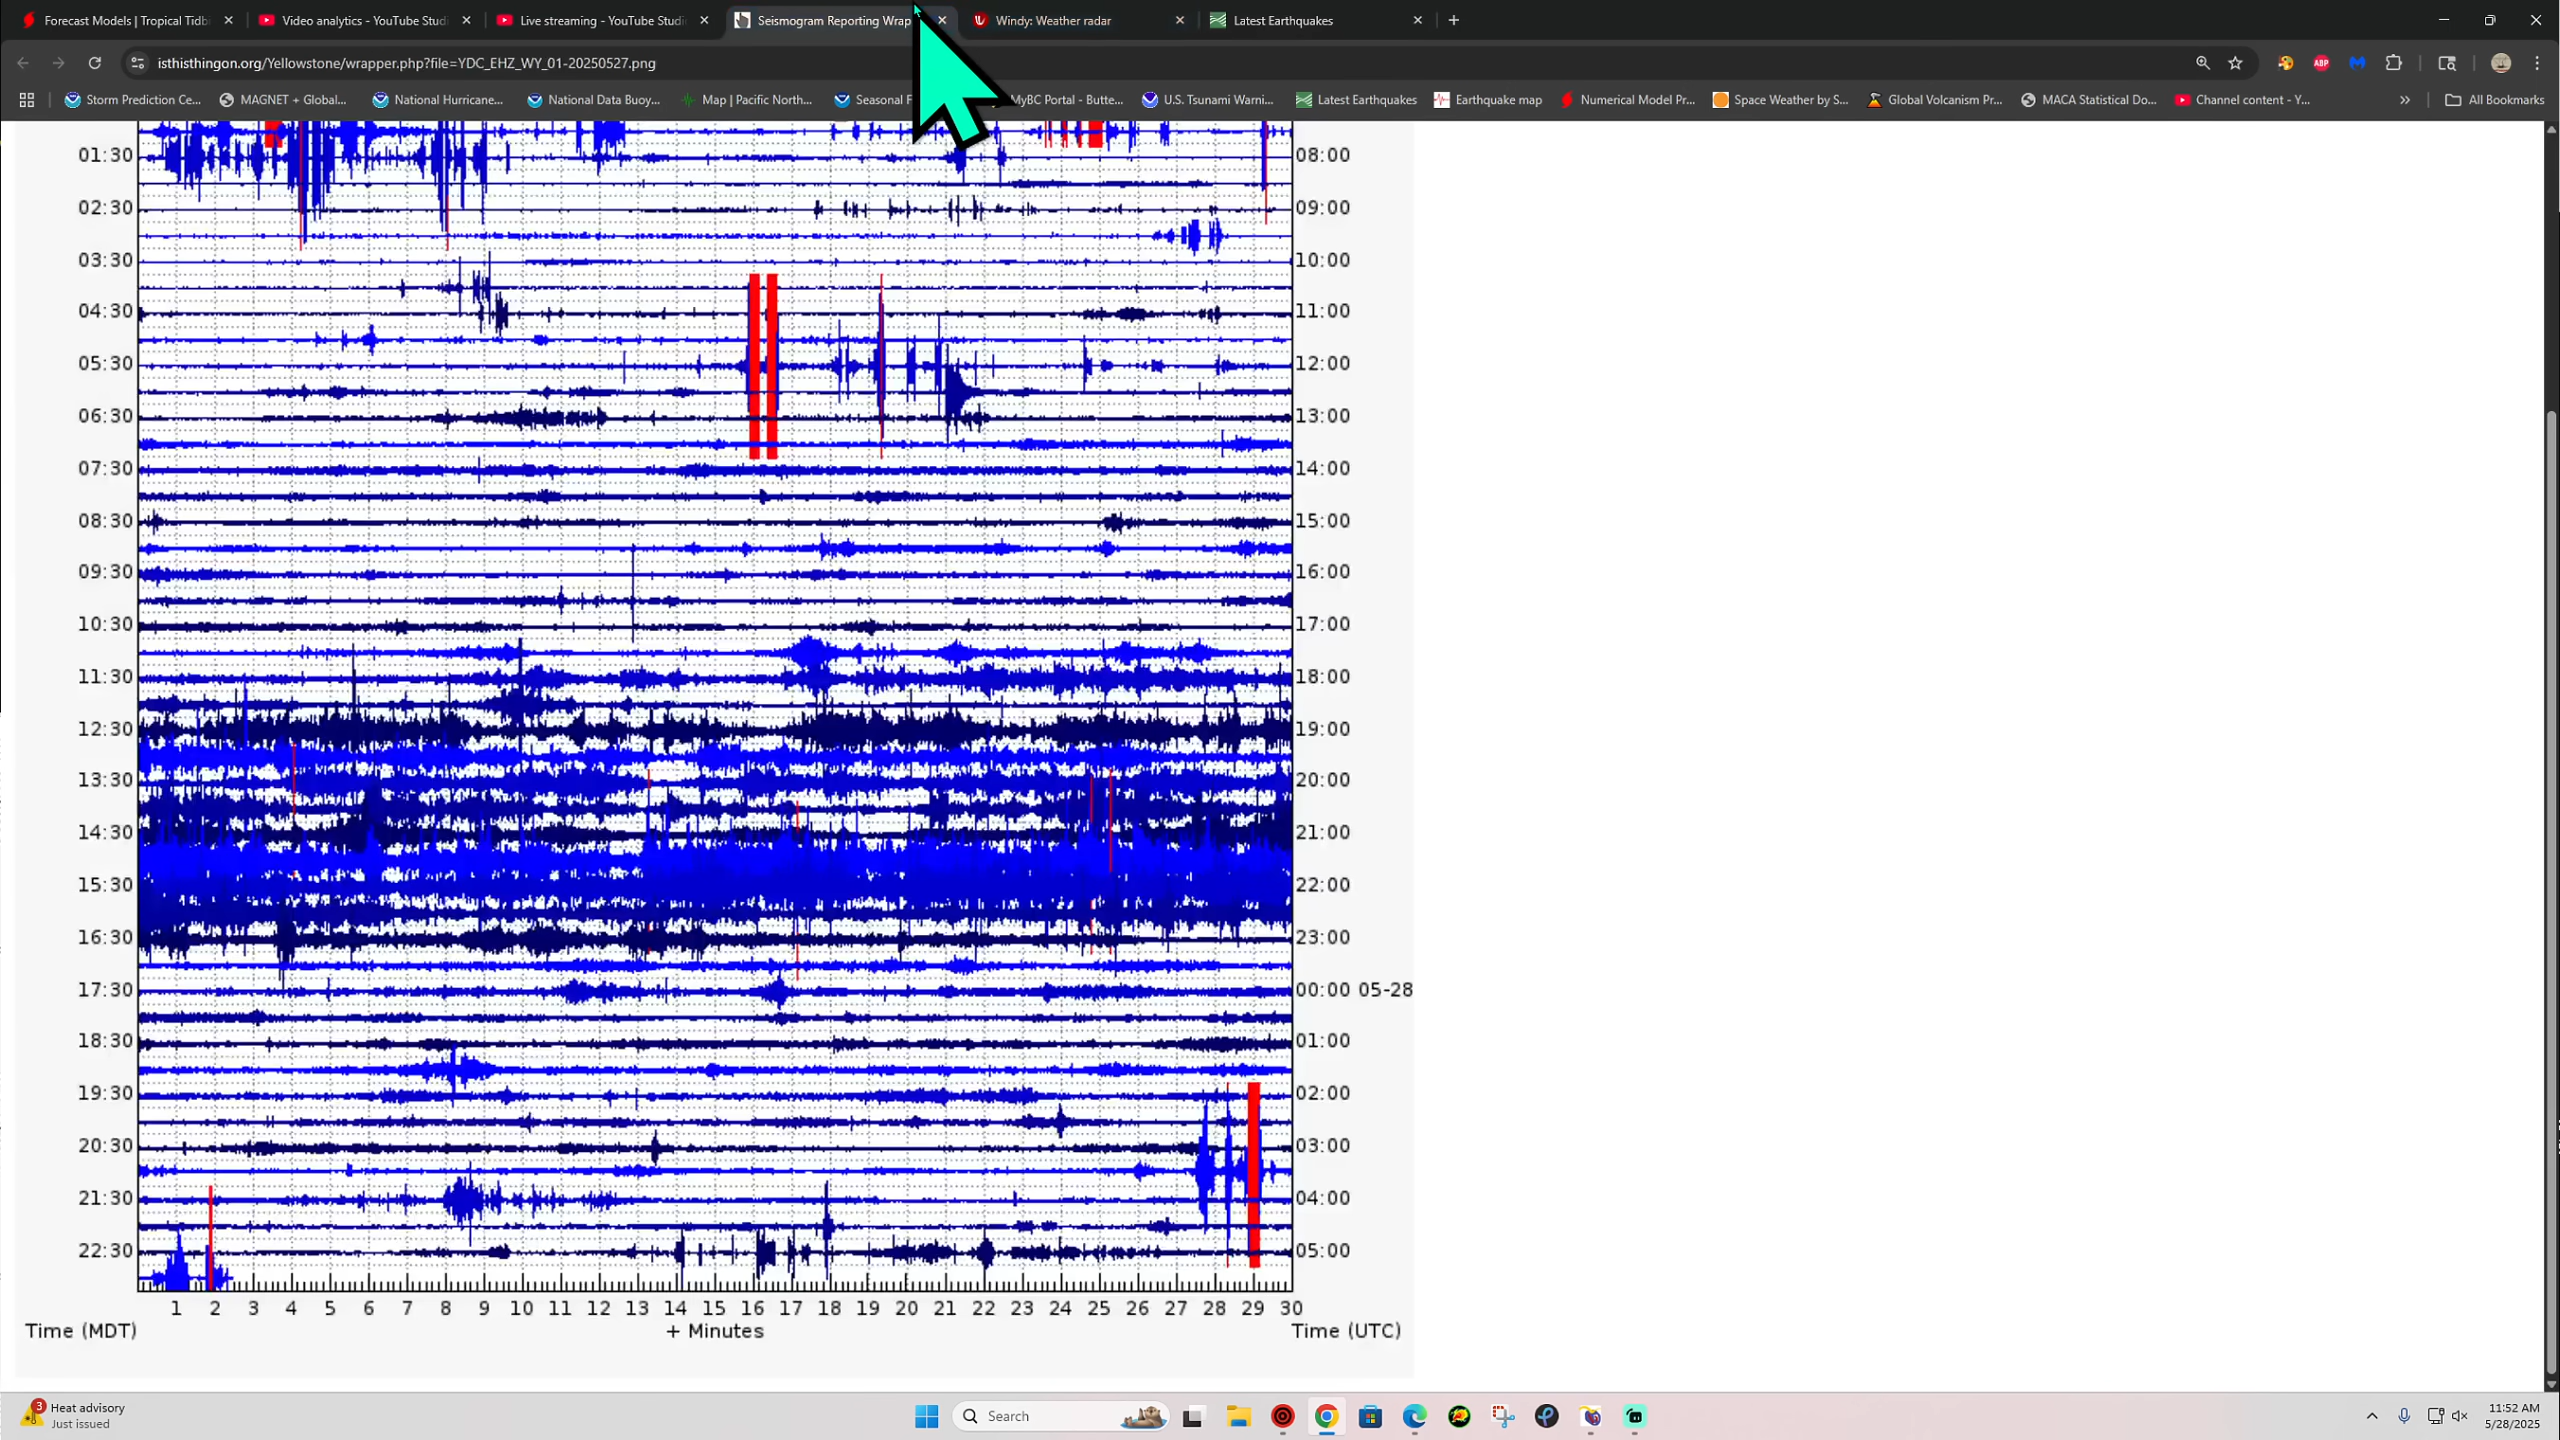 Forecast Models | Tropical Tidb
Video analytics - YouTube Studi
Live streaming - YouTube Studi
Seismogram Reporting Wrap
Windy: Weather radar
Latest Earthquakes
isthisthingon.org/Yellowstone/wrapper.php?file=YDC_EHZ_WY_01-20250527.png
Storm Prediction Ce...
MAGNET + Global...
National Hurricane...
National Data Buoy...
Map | Pacific North...
Seasonal F
MyBC Portal - Butte...
U.S. Tsunami Warni...
Latest Earthquakes
Earthquake map
Numerical Model Pr...
Space Weather by S...
Global Volcanism Pr...
MACA Statistical Do...
Channel content - Y...
All Bookmarks
ABP
01:30 08:00
02:30 09:00
03:30 10:00
04:30 11:00
05:30 12:00
06:30 13:00
07:30 14:00
08:30 15:00
09:30 16:00
10:30 17:00
11:30 18:00
12:30 19:00
13:30 20:00
14:30 21:00
15:30 22:00
16:30 23:00
17:30 00:00 05-28
18:30 01:00
19:30 02:00
20:30 03:00
21:30 04:00
22:30 05:00
1 2 3 4 5 6 7 8 9 10 11 12 13 14 15 16 17 18 19 20 21 22 23 24 25 26 27 28 29 30
Time (MDT) + Minutes Time (UTC)
3
Heat advisory
Just issued
Search
11:52 AM
5/28/2025